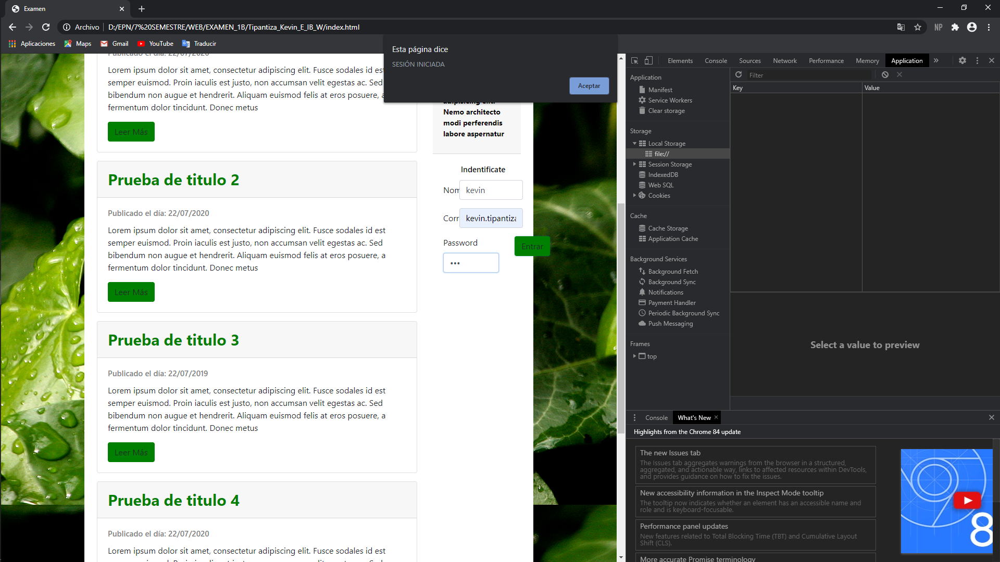 Examen
Archivo
D:/EPN/7%20SEMESTRE/WEB/EXAMEN_1B/Tipantiza_Kevin_E_IB_W/index.html
NP
Aplicaciones
Maps
Gmail
YouTube
Traducir
Esta página dice
SESIÓN INICIADA
Aceptar
Publicado el día: 22/07/2020
Lorem ipsum dolor sit amet, consectetur adipiscing elit. Fusce sodales id est
semper euismod. Proin iaculis est justo, non accumsan velit egestas ac. Sed
bibendum non augue et hendrerit. Aliquam euismod felis at eros posuere, a
fermentum dolor tincidunt. Donec metus
Leer Más
Prueba de titulo 2
Publicado el día: 22/07/2020
Lorem ipsum dolor sit amet, consectetur adipiscing elit. Fusce sodales id est
semper euismod. Proin iaculis est justo, non accumsan velit egestas ac. Sed
bibendum non augue et hendrerit. Aliquam euismod felis at eros posuere, a
fermentum dolor tincidunt. Donec metus
Leer Más
Prueba de titulo 3
Publicado el día: 22/07/2019
Lorem ipsum dolor sit amet, consectetur adipiscing elit. Fusce sodales id est
semper euismod. Proin iaculis est justo, non accumsan velit egestas ac. Sed
bibendum non augue et hendrerit. Aliquam euismod felis at eros posuere, a
fermentum dolor tincidunt. Donec metus
Leer Más
Prueba de titulo 4
Publicado el día: 22/07/2020
Lorem ipsum dolor sit amet, consectetur adipiscing elit. Fusce sodales id est
adipisicing elit.
Nemo architecto
modi perferendis
labore aspernatur
Indentificate
Nom
kevin
Corr
kevin.tipantiza
Password
•••
Entrar
Elements
Console
Sources
Network
Performance
Memory
Application
Application
Manifest
Service Workers
Clear storage
Storage
Local Storage
file://
Session Storage
IndexedDB
Web SQL
Cookies
Cache
Cache Storage
Application Cache
Background Services
Background Fetch
Background Sync
Notifications
Payment Handler
Periodic Background Sync
Push Messaging
Frames
top
Filter
Key
Value
Select a value to preview
Console
What's New
Highlights from the Chrome 84 update
The new Issues tab
The Issues tab aggregates warnings from the browser in a structured,
aggregated, and actionable way, links to affected resources within DevTools,
and provides guidance on how to fix the issues.
New accessibility information in the Inspect Mode tooltip
The tooltip now indicates whether an element has an accessible name and
role and is keyboard-focusable.
Performance panel updates
New features related to Total Blocking Time (TBT) and Cumulative Layout
Shift (CLS).
More accurate Promise terminology
8